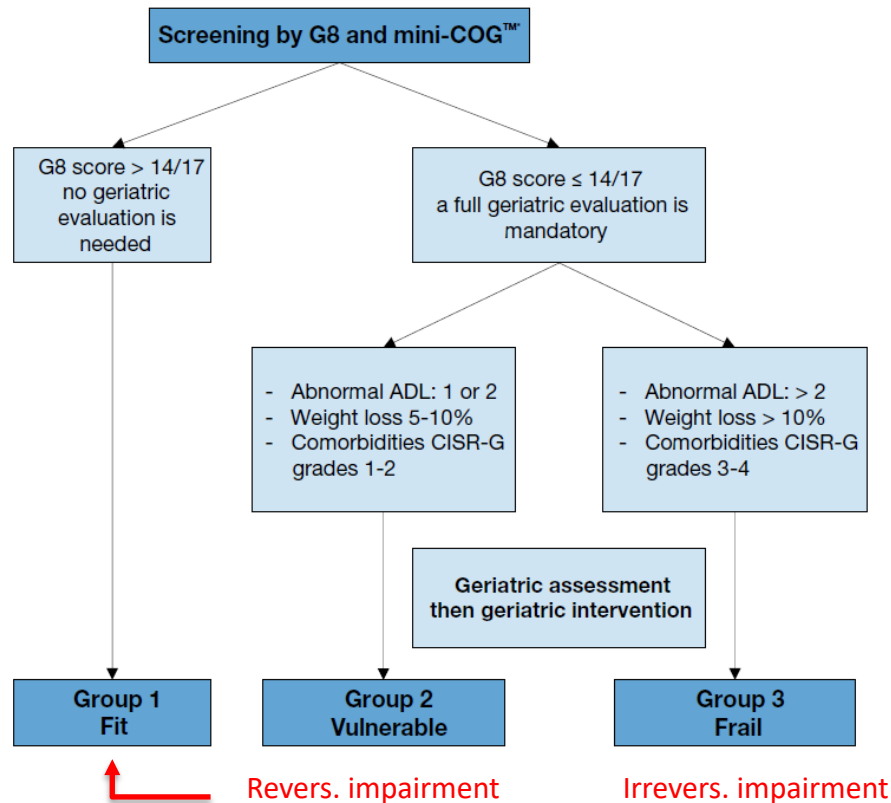 Screening by G8 and mini-COG™*
G8 score > 14/17
no geriatric
evaluation is
needed
G8 score ≤ 14/17
a full geriatric evaluation is
mandatory
- Abnormal ADL: 1 or 2
- Weight loss 5-10%
- Comorbidities CISR-G
grades 1-2
- Abnormal ADL: > 2
- Weight loss > 10%
- Comorbidities CISR-G
grades 3-4
Geriatric assessment
then geriatric intervention
Group 1
Fit
Group 2
Vulnerable
Group 3
Frail
Revers. impairment
Irrevers. impairment